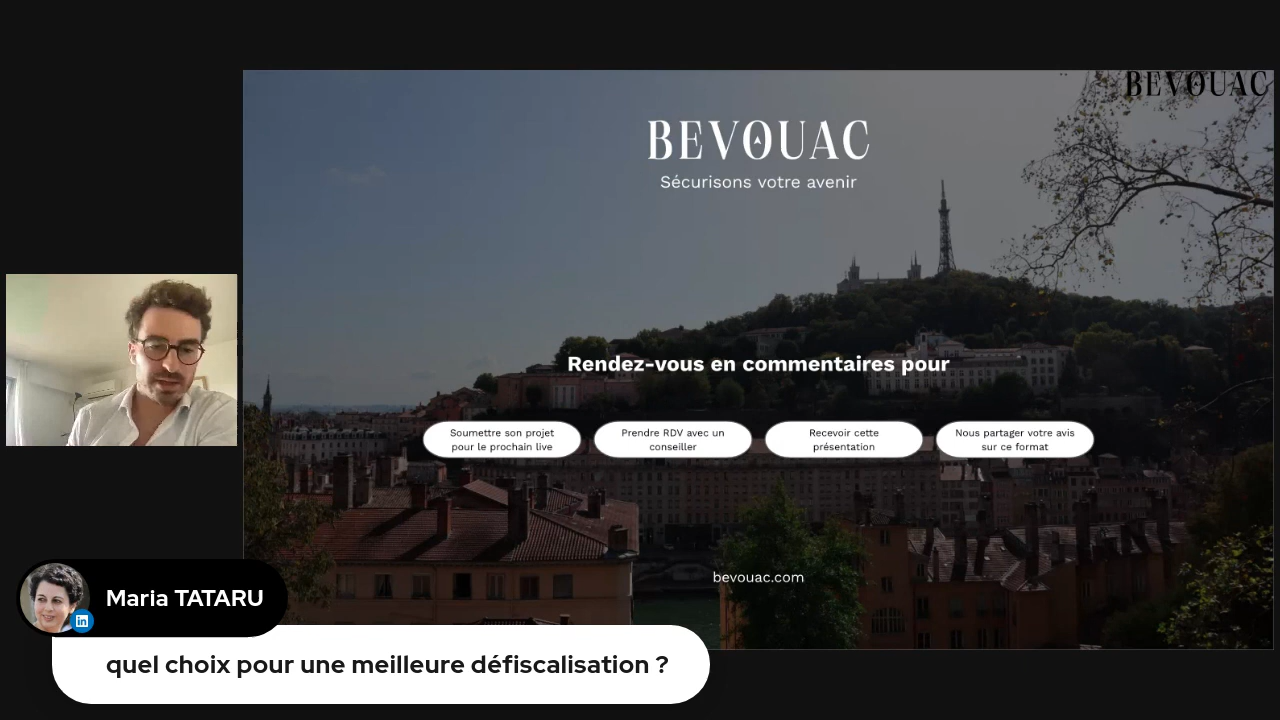 BEVOUAC
BEVOUAC
Sécurisons votre avenir
Rendez-vous en commentaires pour
Soumettre son projet
pour le prochain live
Prendre RDV avec un
conseiller
Recevoir cette
présentation
Nous partager votre avis
sur ce format
bevouac.com
Maria TATARU
in
quel choix pour une meilleure défiscalisation ?